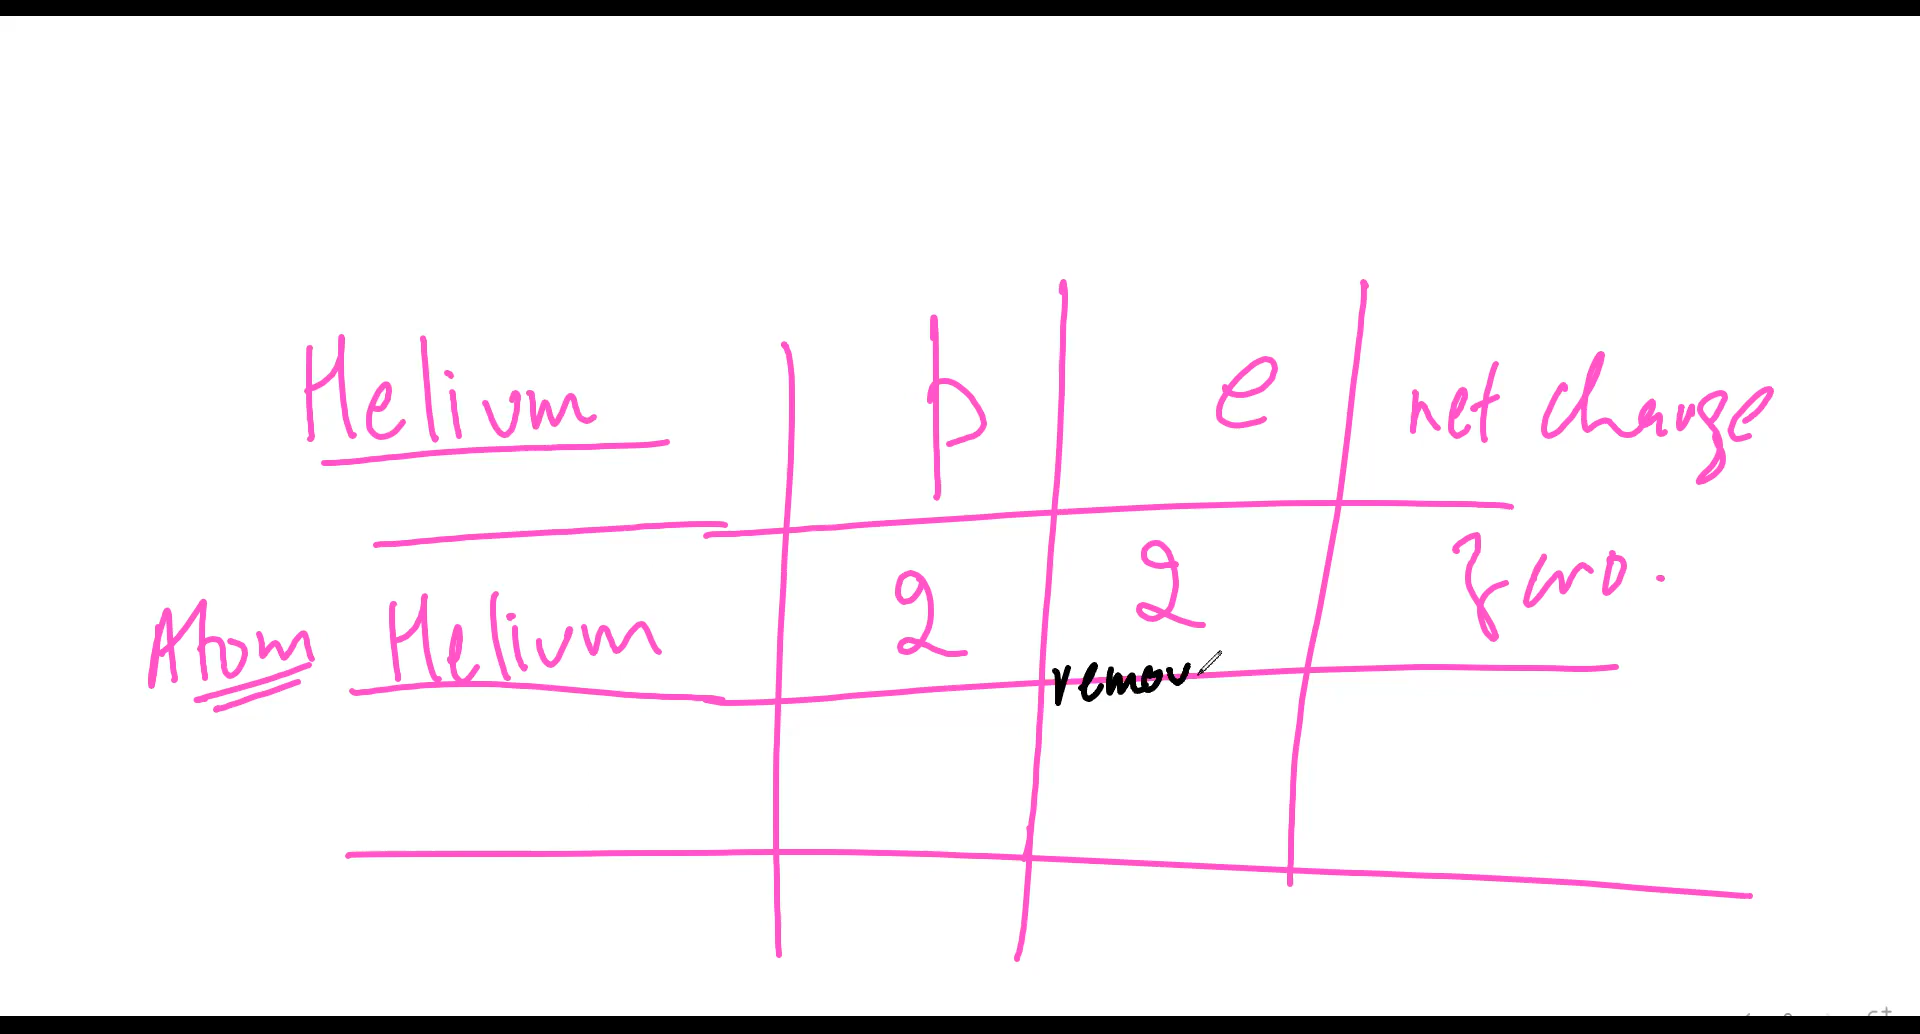 Helium p e net charge
Atom Helium 2 2 zero.
remov